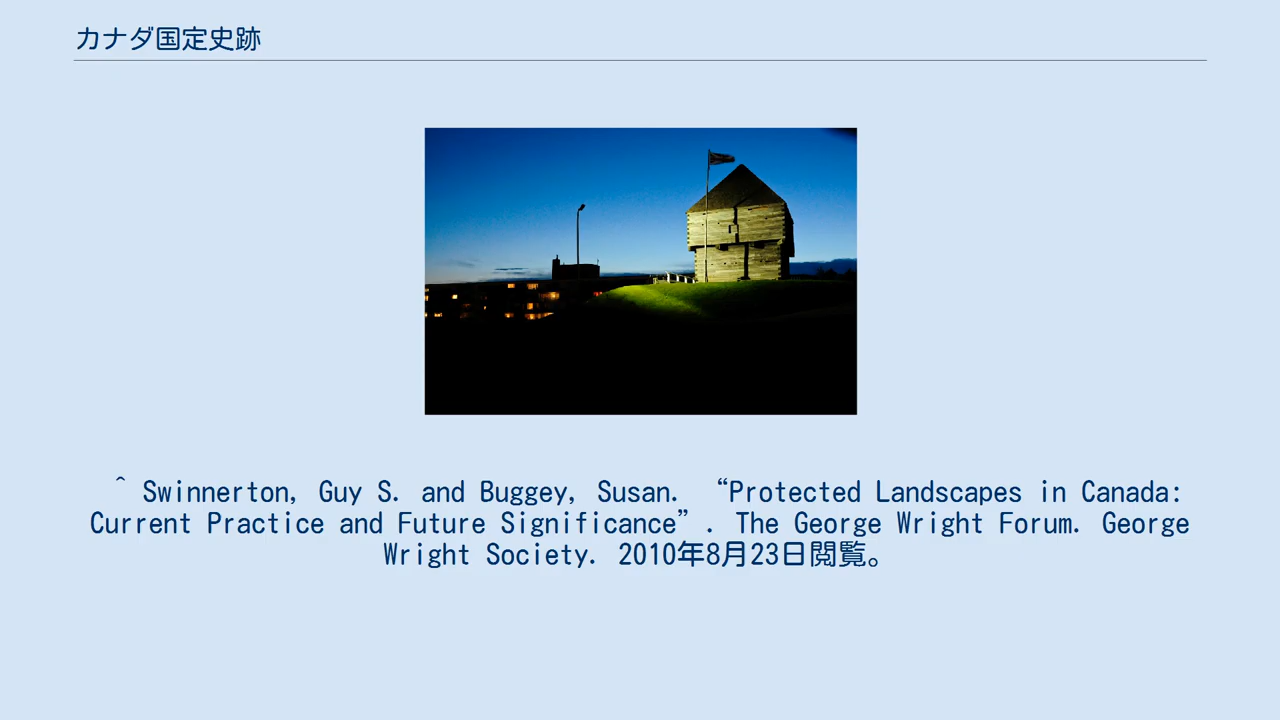 カナダ国定史跡
^ Swinnerton, Guy S. and Buggey, Susan. “Protected Landscapes in Canada:
Current Practice and Future Significance”. The George Wright Forum. George
Wright Society. 2010年8月23日閲覧。